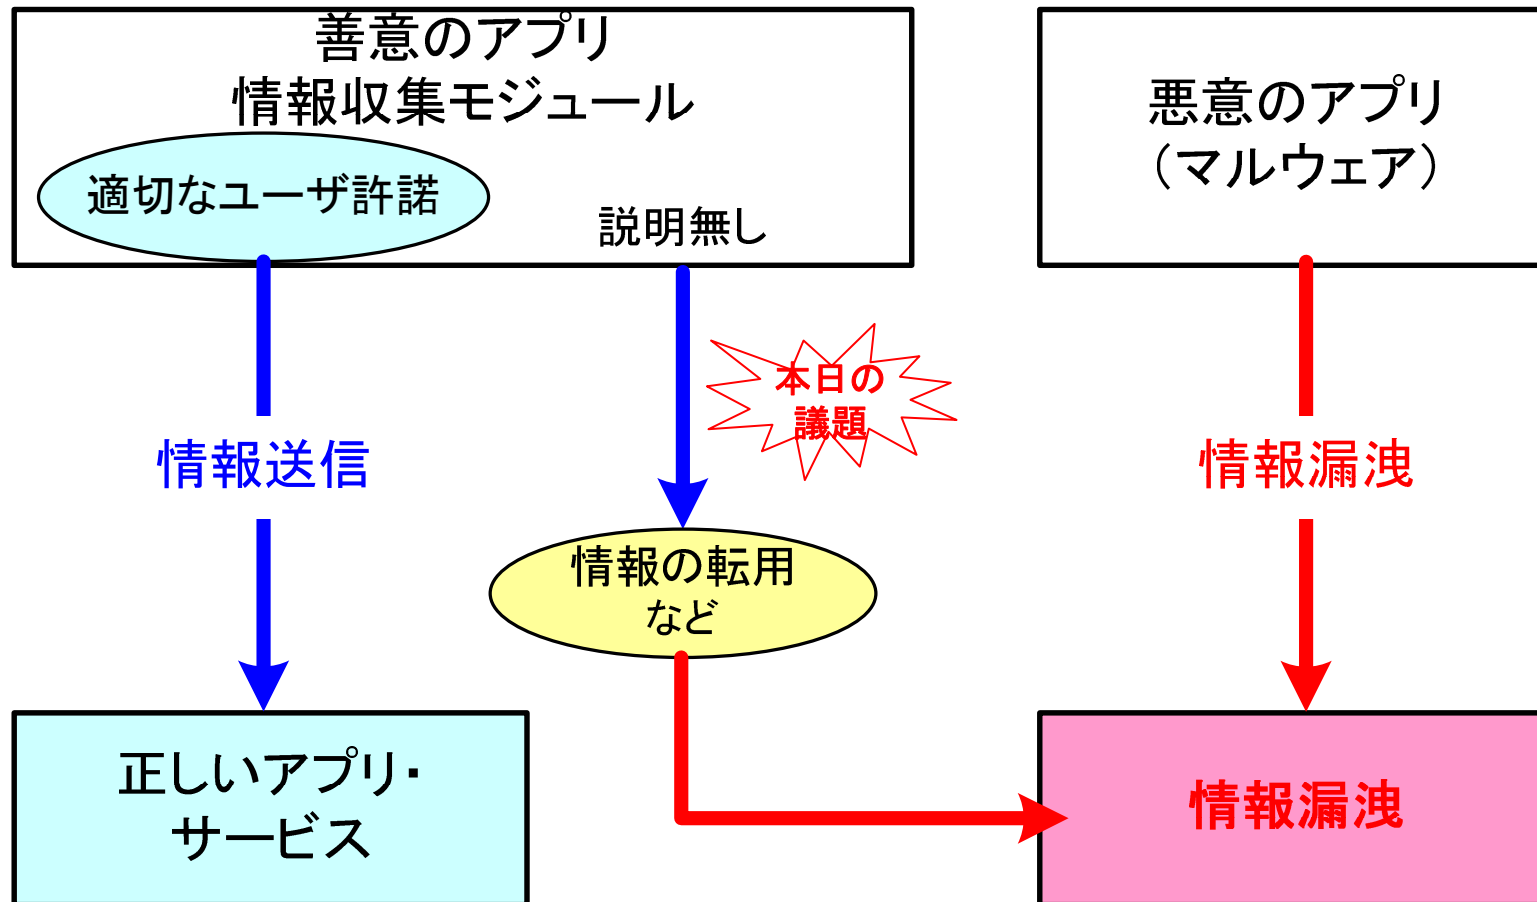 善意のアプリ
情報収集モジュール
適切なユーザ許諾
説明無し
悪意のアプリ
（マルウェア）
本日の
議題
情報送信
情報漏洩
情報の転用
など
正しいアプリ・
サービス
情報漏洩